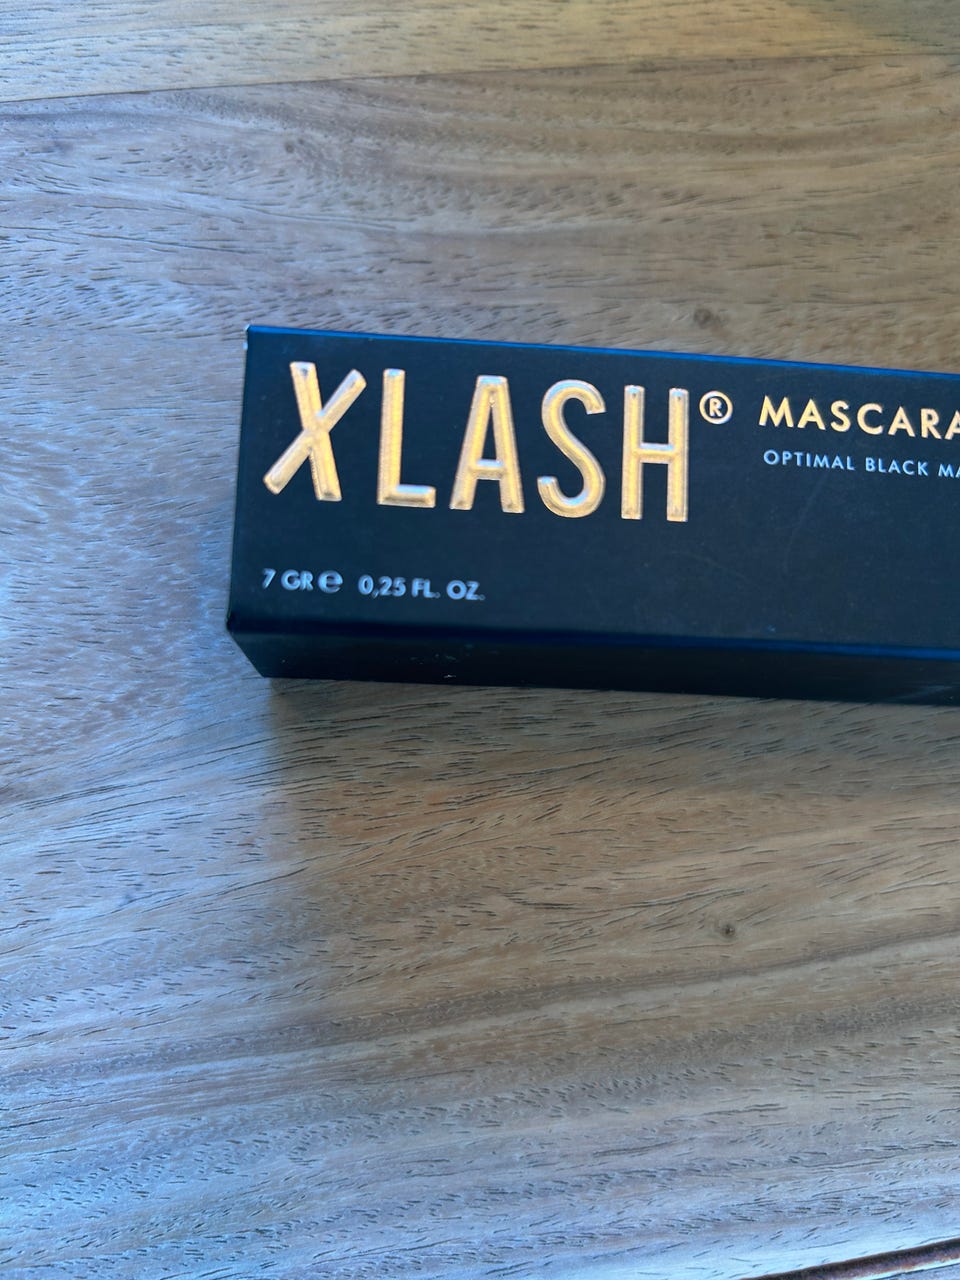 XLASH® MASCARA
OPTIMAL BLACK
7 GR ℮ 0,25 FL. OZ.